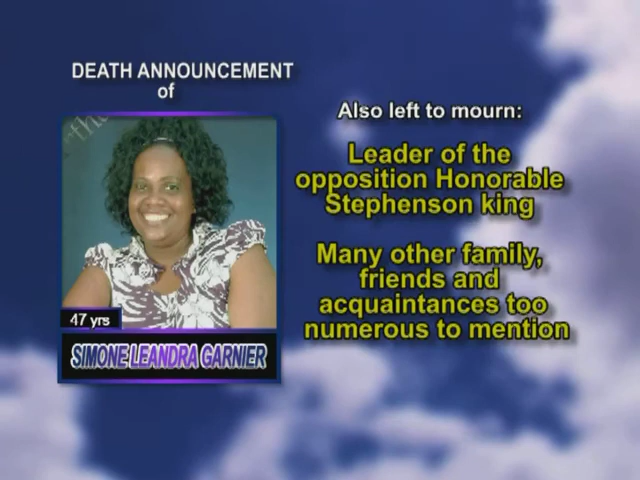 DEATH ANNOUNCEMENT
of
47 yrs
SIMONE LEANDRA GARNIER
Also left to mourn:
Leader of the
opposition Honorable
Stephenson king
Many other family,
friends and
acquaintances too
numerous to mention